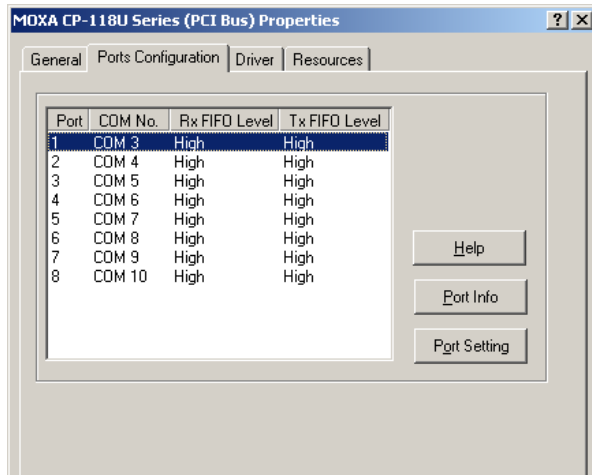 MOXA CP-118U Series (PCI Bus) Properties
General Ports Configuration Driver Resources
Port COM No. Rx FIFO Level Tx FIFO Level
1 COM 3 High High
2 COM 4 High High
3 COM 5 High High
4 COM 6 High High
5 COM 7 High High
6 COM 8 High High
7 COM 9 High High
8 COM 10 High High
Help
Port Info
Port Setting